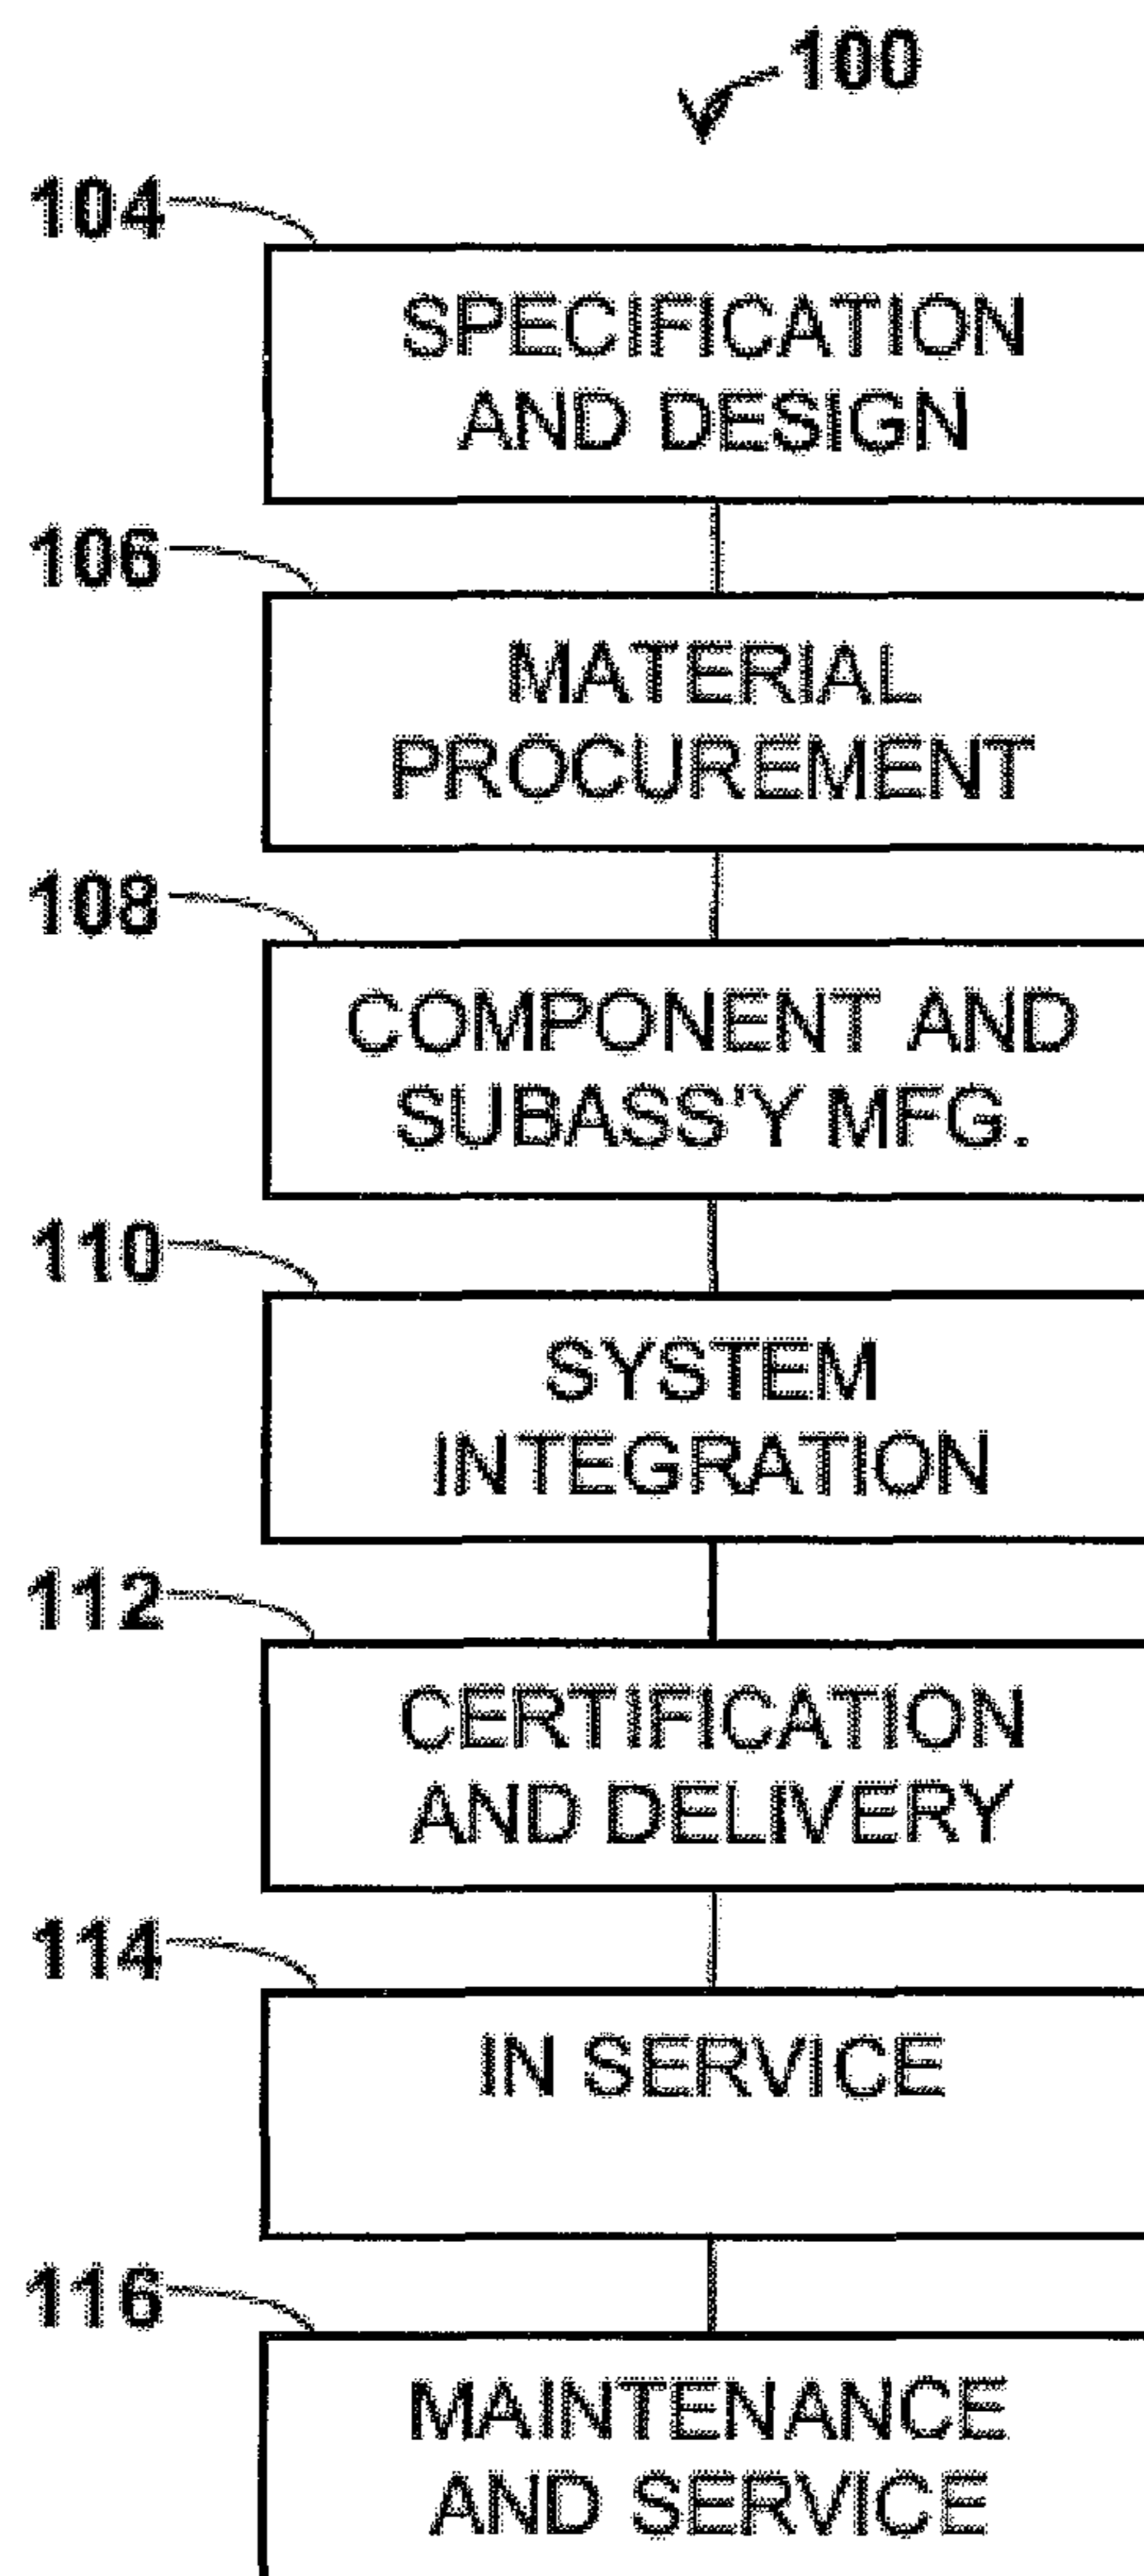 100
104
SPECIFICATION
AND DESIGN
106
MATERIAL
PROCUREMENT
108
COMPONENT AND
SUBASS'Y MFG.
110
SYSTEM
INTEGRATION
112
CERTIFICATION
AND DELIVERY
114
IN SERVICE
116
MAINTENANCE
AND SERVICE